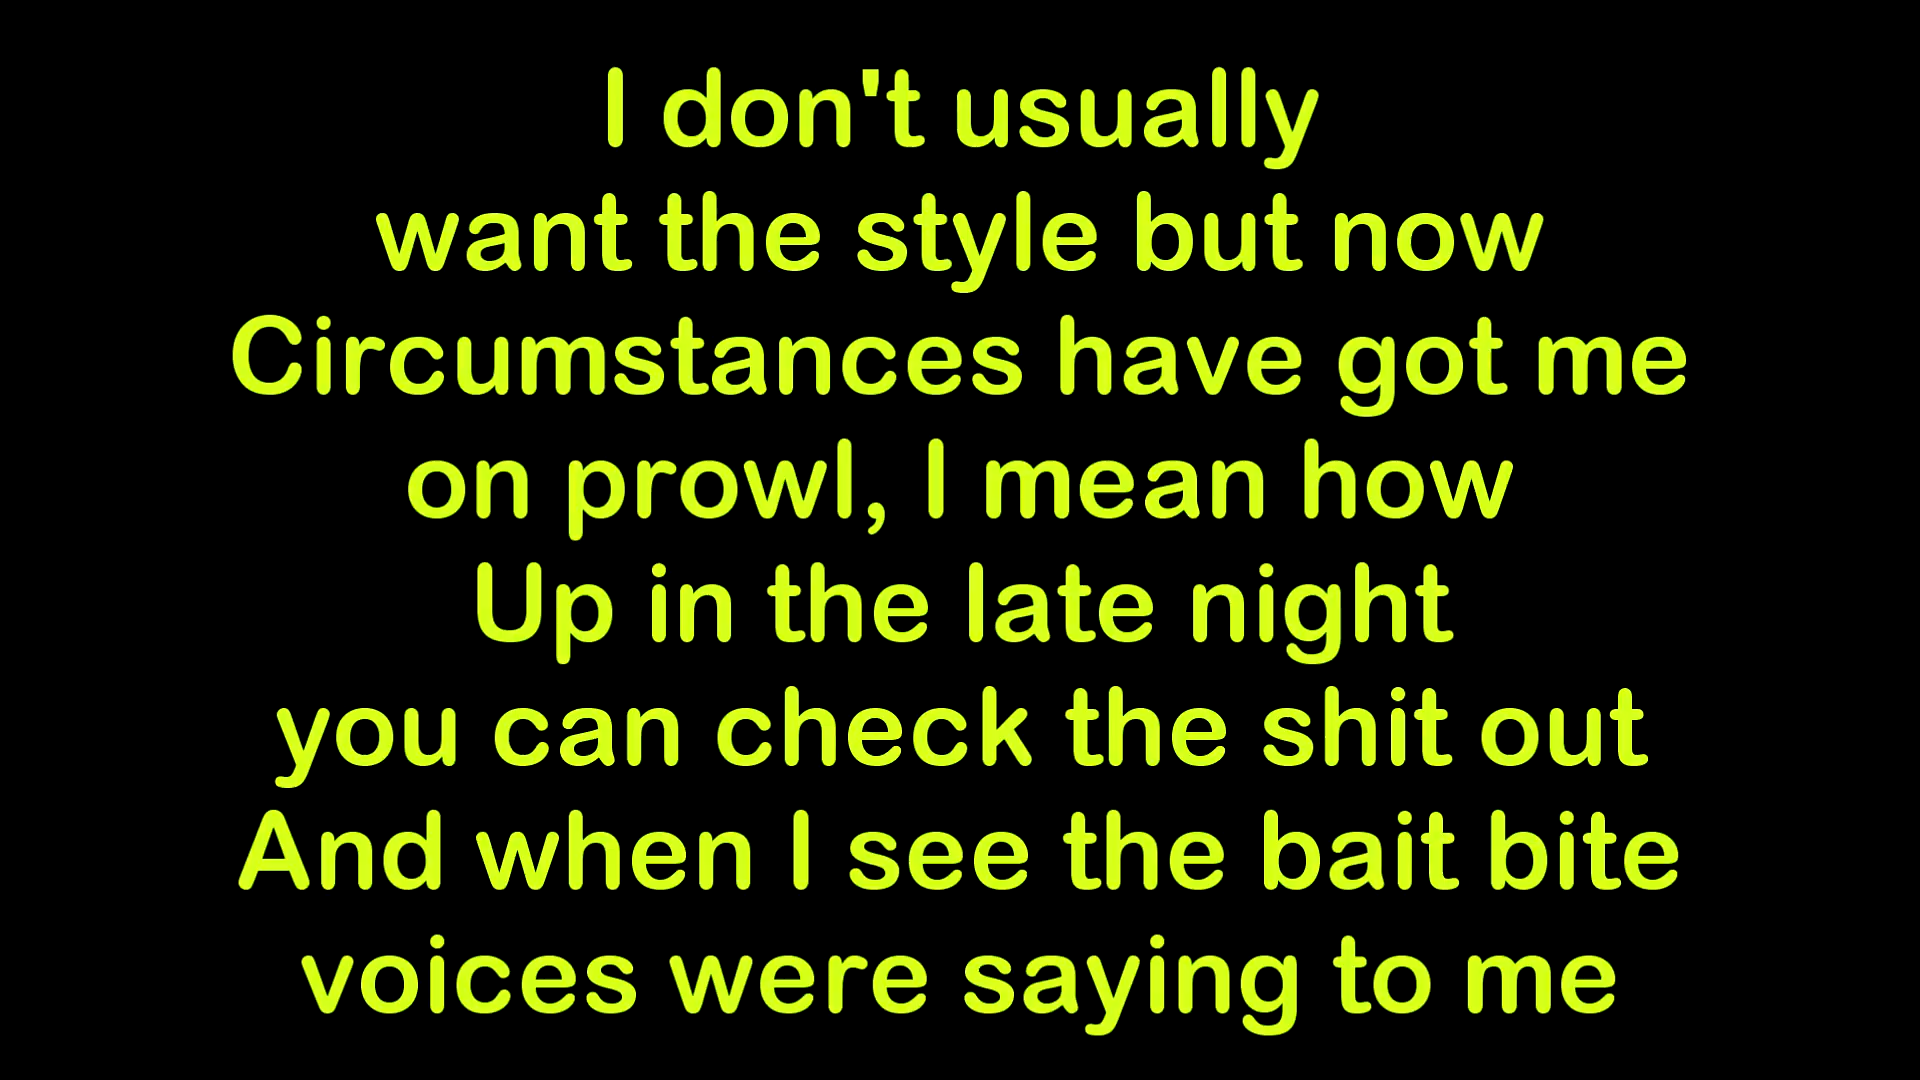 I don't usually
want the style but now
Circumstances have got me
on prowl, I mean how
Up in the late night
you can check the shit out
And when I see the bait bite
voices were saying to me